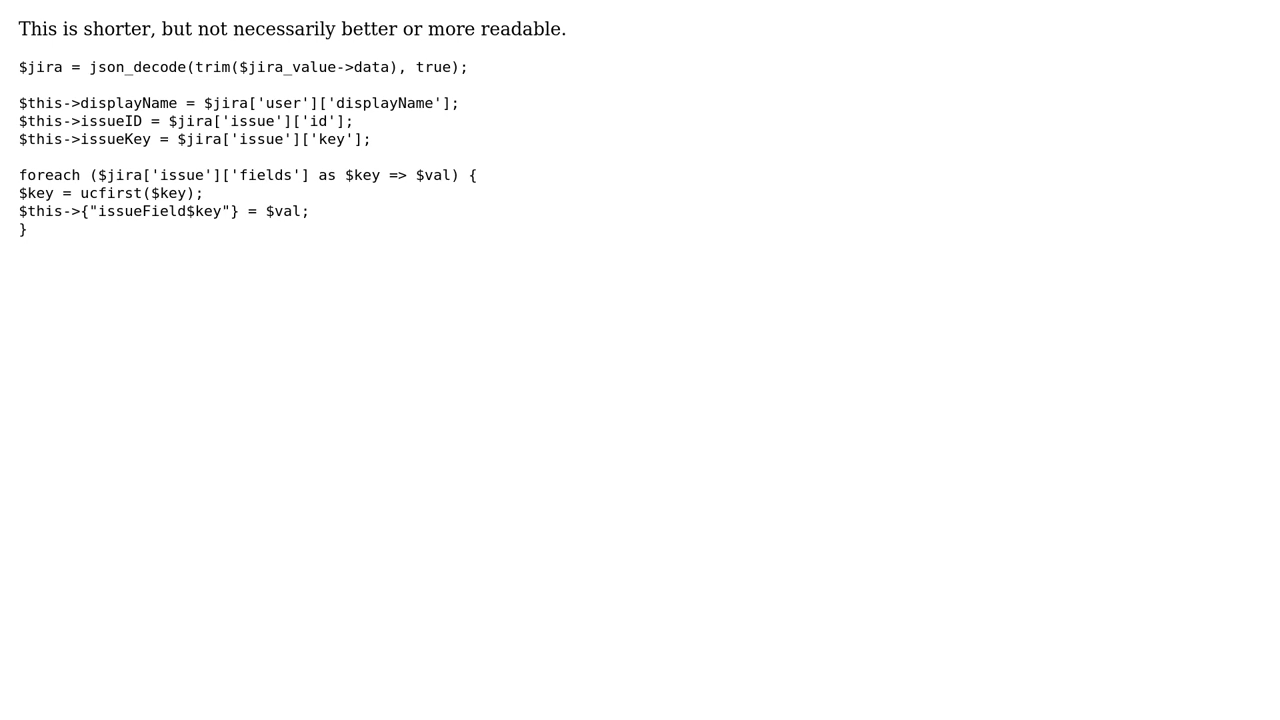 This is shorter, but not necessarily better or more readable.
$jira = json_decode(trim($jira_value->data), true);
$this->displayName = $jira['user']['displayName'];
$this->issueID = $jira['issue']['id'];
$this->issueKey = $jira['issue']['key'];
foreach ($jira['issue']['fields'] as $key => $val) {
$key = ucfirst($key);
$this->{"issueField$key"} = $val;
}